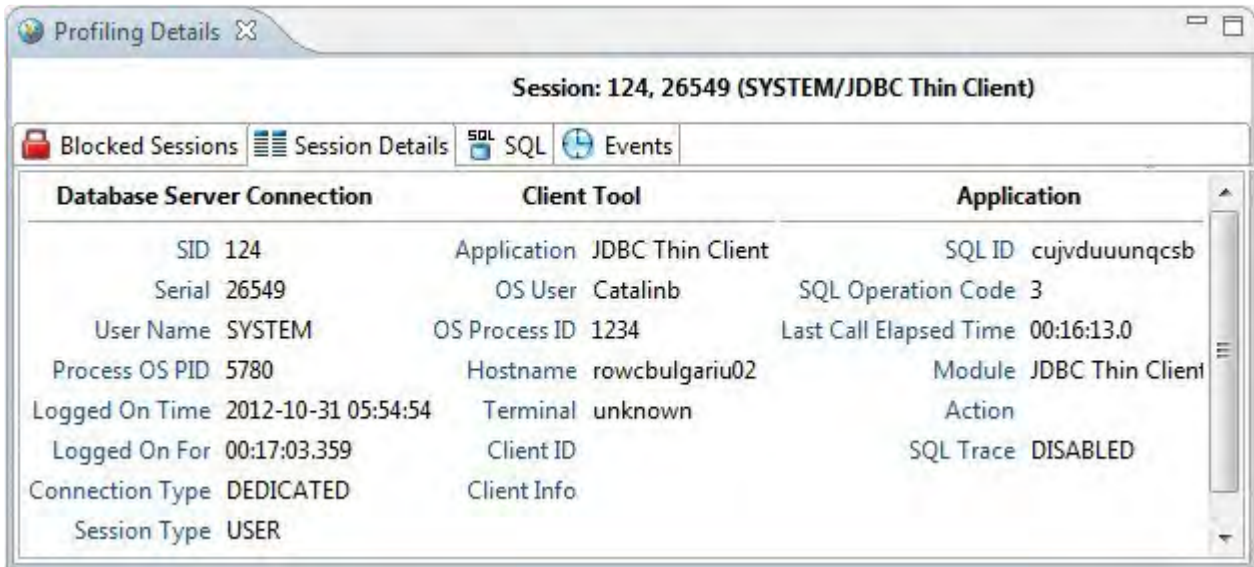 Profiling Details
Session: 124, 26549 (SYSTEM/JDBC Thin Client)
Blocked Sessions Session Details SQL SQL Events
Database Server Connection Client Tool Application
SID 124 Application JDBC Thin Client SQL ID cujvduuunqcsb
Serial 26549 OS User Catalinb SQL Operation Code 3
User Name SYSTEM OS Process ID 1234 Last Call Elapsed Time 00:16:13.0
Process OS PID 5780 Hostname rowcbulgariu02 Module JDBC Thin Client
Logged On Time 2012-10-31 05:54:54 Terminal unknown Action
Logged On For 00:17:03.359 Client ID SQL Trace DISABLED
Connection Type DEDICATED Client Info
Session Type USER